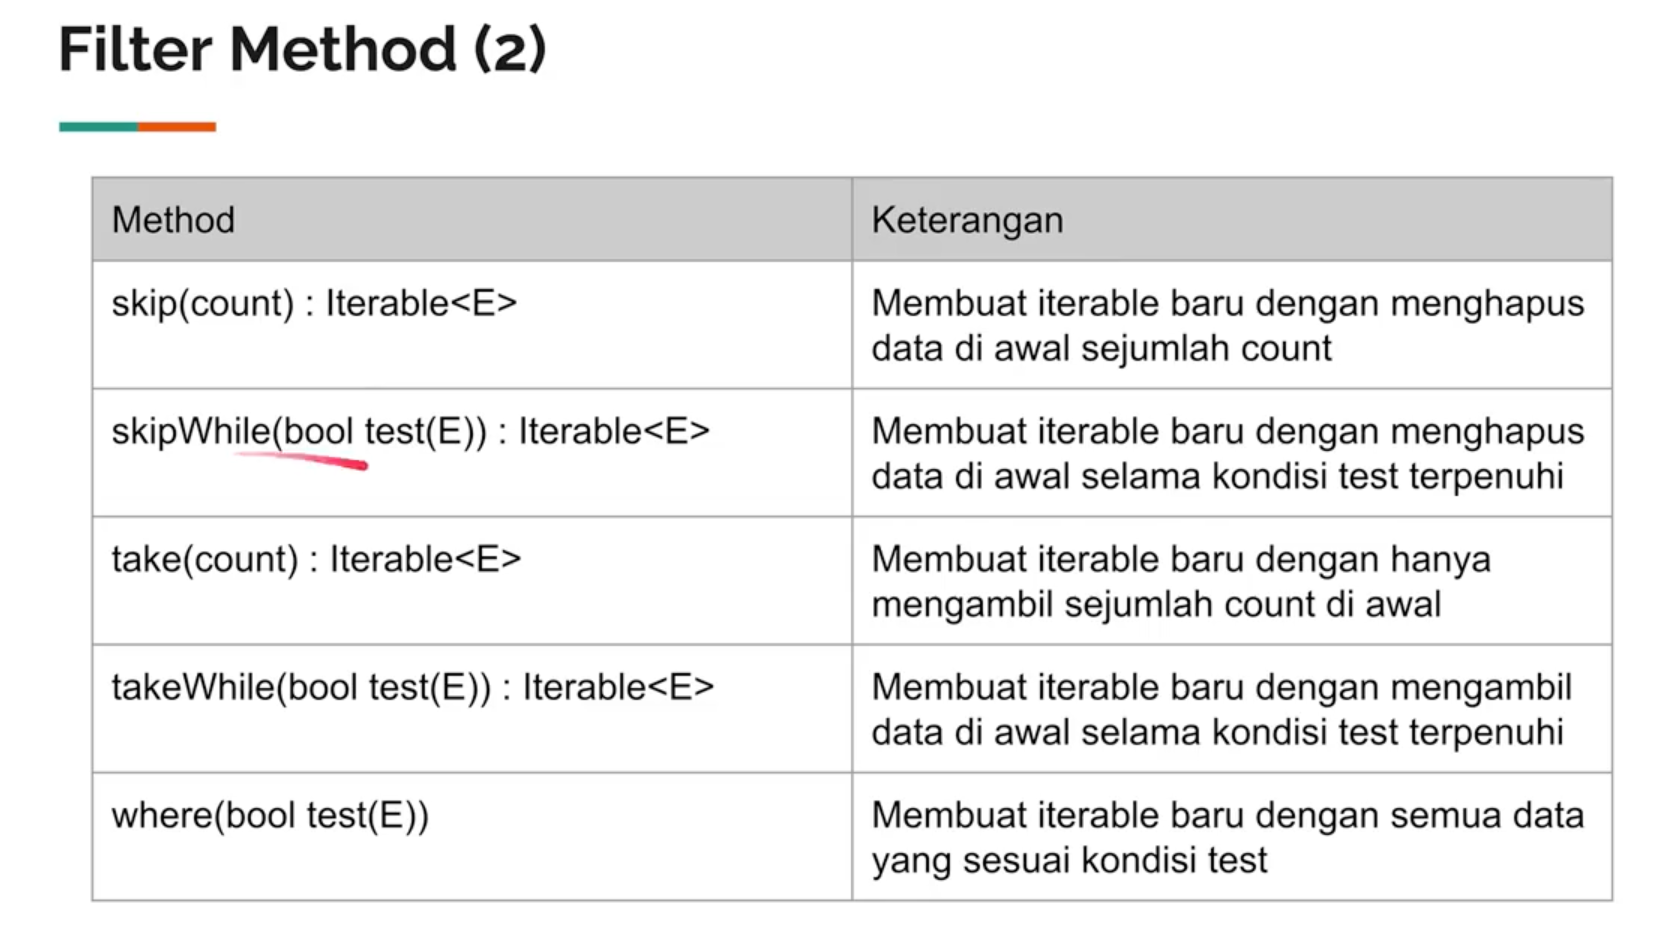 Filter Method (2)
Method
Keterangan
skip(count) : Iterable<E>
Membuat iterable baru dengan menghapus
data di awal sejumlah count
skipWhile(bool test(E)) : Iterable<E>
Membuat iterable baru dengan menghapus
data di awal selama kondisi test terpenuhi
take(count) : Iterable<E>
Membuat iterable baru dengan hanya
mengambil sejumlah count di awal
takeWhile(bool test(E)) : Iterable<E>
Membuat iterable baru dengan mengambil
data di awal selama kondisi test terpenuhi
where(bool test(E))
Membuat iterable baru dengan semua data
yang sesuai kondisi test